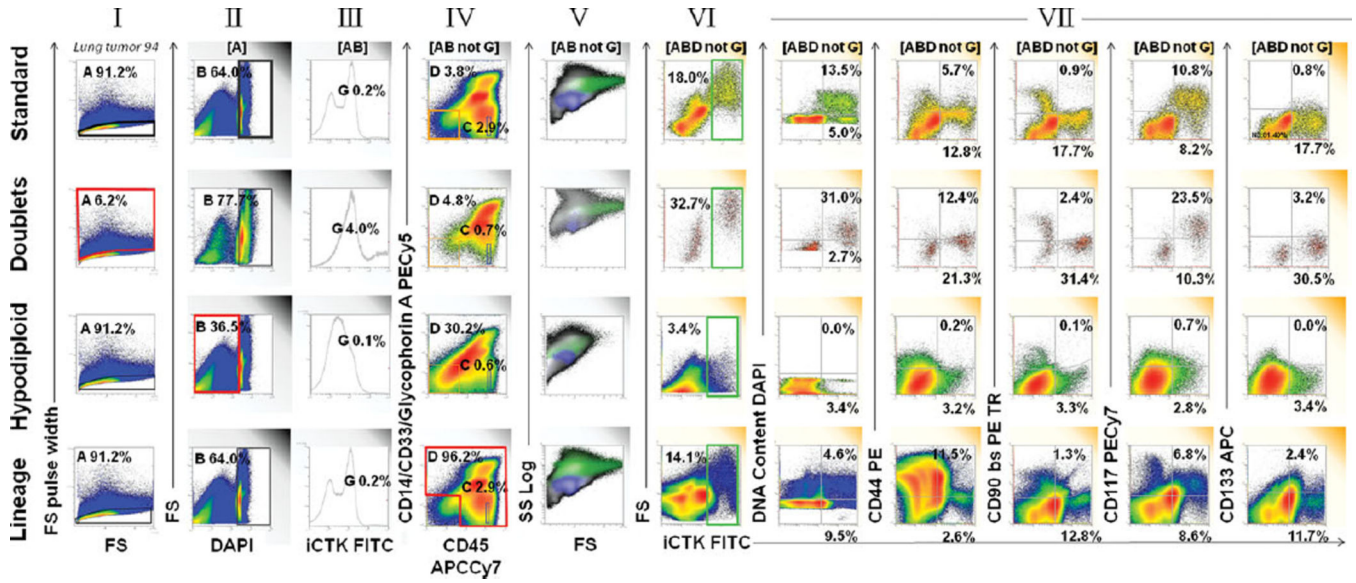 I II III IV V VI VII
Lung tumor 94 [A] [AB] [AB not G] [AB not G] [ABD not G] [ABD not G] [ABD not G] [ABD not G] [ABD not G] [ABD not G]
Standard
A 91.2% B 64.0% G 0.2% D 3.8% C 2.9% 18.0% 13.5% 5.7% 0.9% 10.8% 0.8%
5.0% 12.8% 17.7% 8.2% 17.7%
Doublets
A 6.2% B 77.7% G 4.0% D 4.8% C 0.7% 32.7% 31.0% 12.4% 2.4% 23.5% 3.2%
2.7% 21.3% 31.4% 10.3% 30.5%
Hypodiploid
A 91.2% B 36.5% G 0.1% D 30.2% C 0.6% 3.4% 0.0% 0.2% 0.1% 0.7% 0.0%
3.4% 3.2% 3.3% 2.8% 3.4%
Lineage
A 91.2% B 64.0% G 0.2% D 96.2% C 2.9% 14.1% 4.6% 11.5% 1.3% 6.8% 2.4%
9.5% 2.6% 12.8% 8.6% 11.7%
FS pulse width
FS
CD14/CD33/Glycophorin A PECy5
SS Log
FS
DNA Content DAPI
CD44 PE
CD90 bs PE TR
CD117 PECy7
CD133 APC
FS DAPI iCTK FITC CD45 FS iCTK FITC
APCCy7